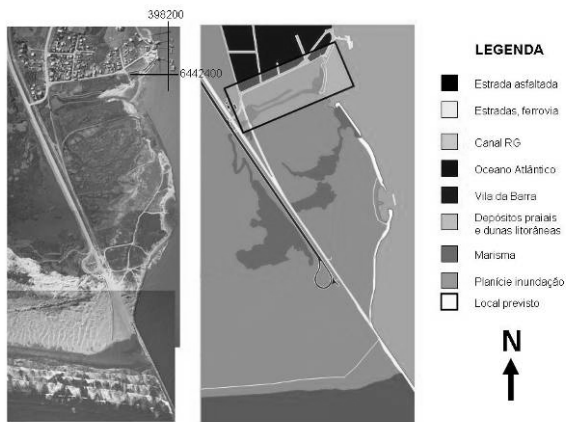 398200
6442400
LEGENDA
Estrada asfaltada
Estradas, ferrovia
Canal RG
Oceano Atlântico
Vila da Barra
Depósitos praiais
e dunas litorâneas
Marisma
Planície inundação
Local previsto
N